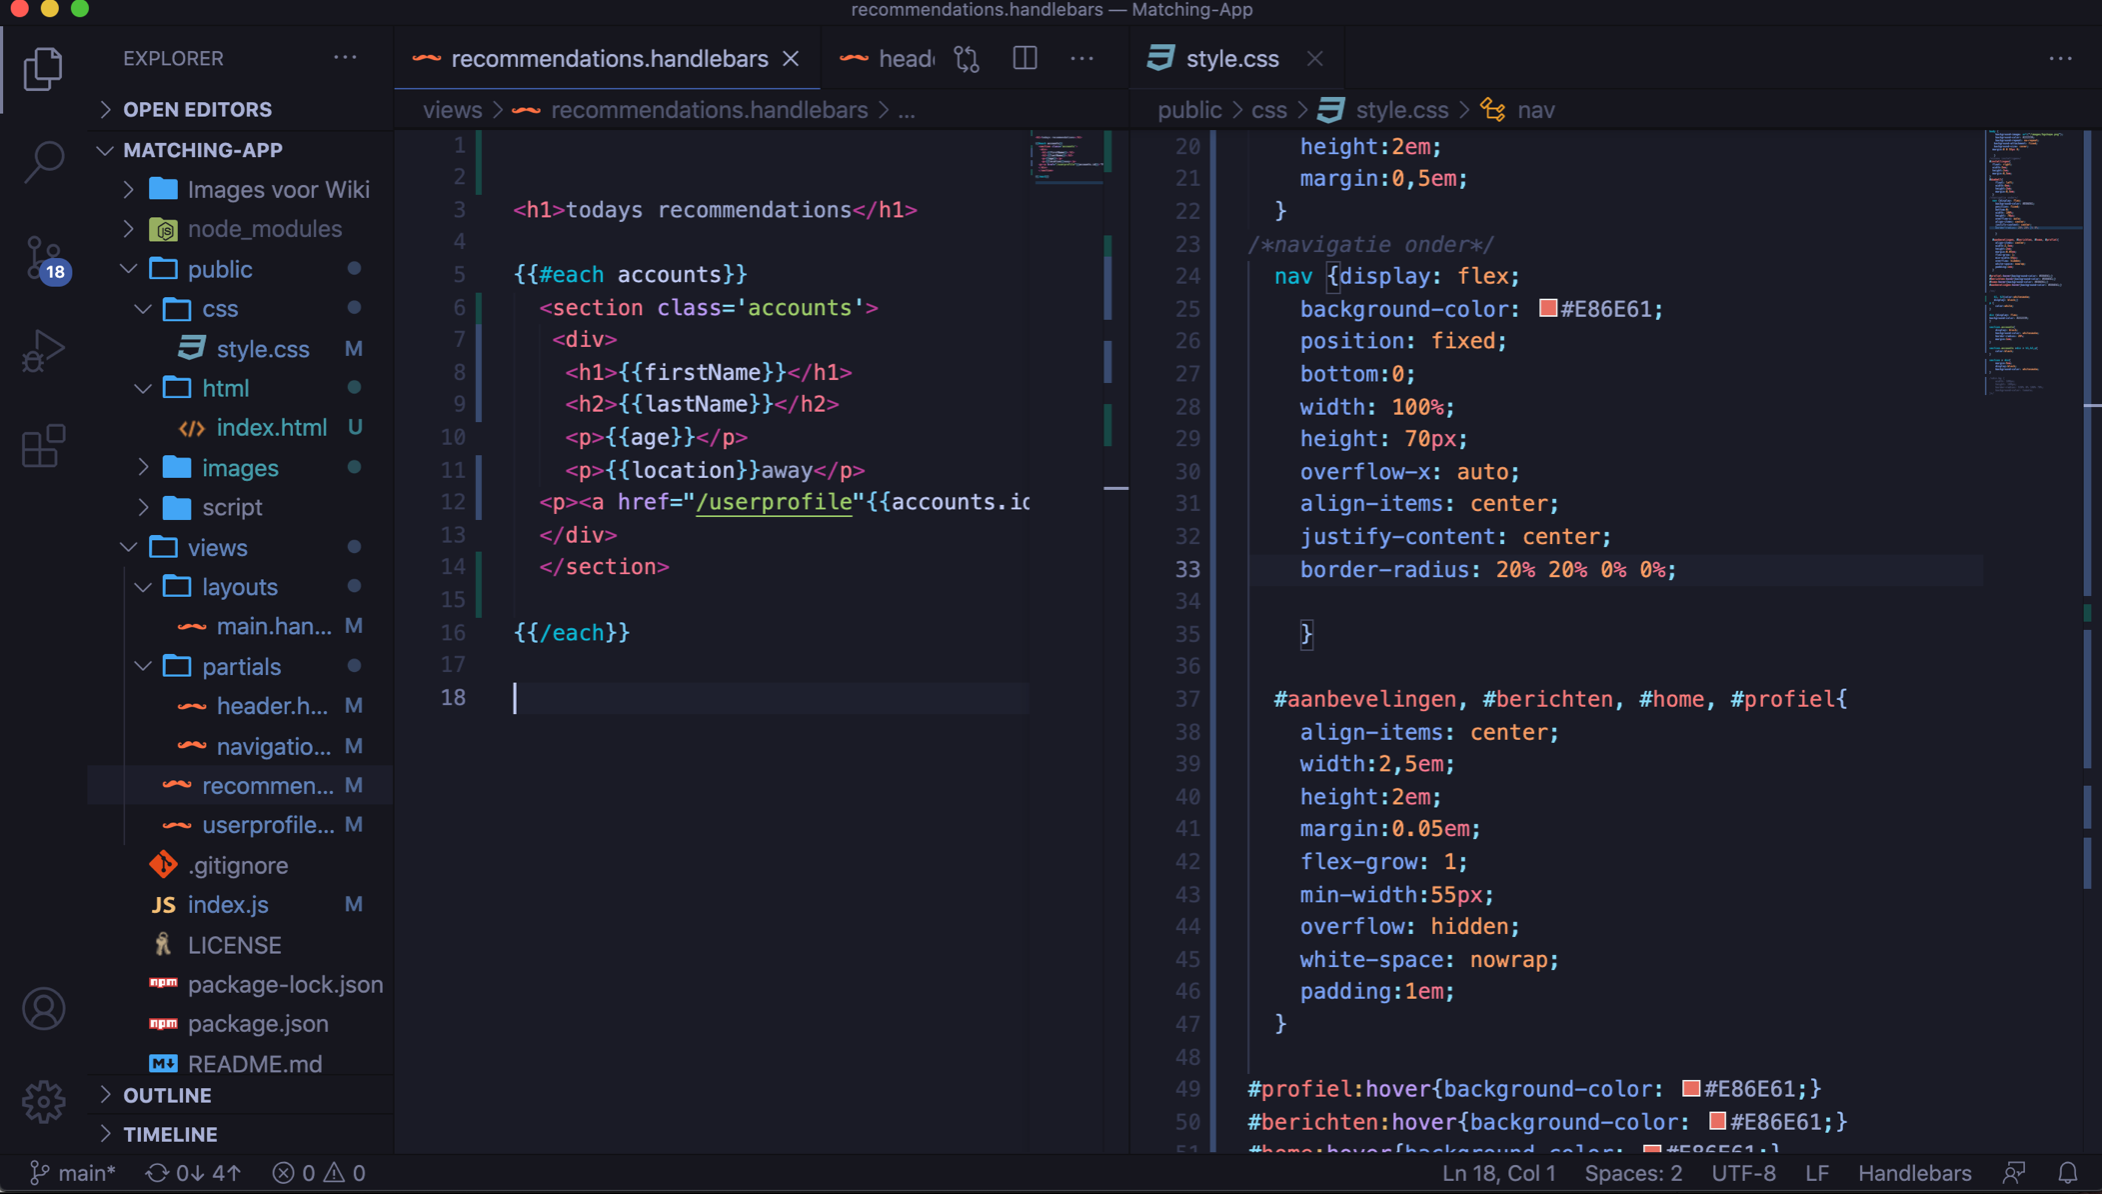 recommendations.handlebars — Matching-App
EXPLORER
OPEN EDITORS
MATCHING-APP
Images voor Wiki
node_modules
public
css
style.css M
html
index.html U
images
script
views
layouts
main.han... M
partials
header.h... M
navigatio... M
recommen... M
userprofile... M
.gitignore
JS index.js M
LICENSE
npm package-lock.json
npm package.json
M README.md
OUTLINE
TIMELINE
18
recommendations.handlebars
head
views > recommendations.handlebars > ...
1
2
3 <h1>todays recommendations</h1>
4
5 {{#each accounts}}
6 <section class='accounts'>
7 <div>
8 <h1>{{firstName}}</h1>
9 <h2>{{lastName}}</h2>
10 <p>{{age}}</p>
11 <p>{{location}}away</p>
12 <p><a href="/userprofile"{{accounts.id
13 </div>
14 </section>
15
16 {{/each}}
17
18
style.css
public > css > style.css > nav
20 height:2em;
21 margin:0,5em;
22 }
23 /*navigatie onder*/
24 nav {display: flex;
25 background-color: #E86E61;
26 position: fixed;
27 bottom:0;
28 width: 100%;
29 height: 70px;
30 overflow-x: auto;
31 align-items: center;
32 justify-content: center;
33 border-radius: 20% 20% 0% 0%;
34
35 }
36
37 #aanbevelingen, #berichten, #home, #profiel{
38 align-items: center;
39 width:2,5em;
40 height:2em;
41 margin:0.05em;
42 flex-grow: 1;
43 min-width:55px;
44 overflow: hidden;
45 white-space: nowrap;
46 padding:1em;
47 }
48
49 #profiel:hover{background-color: #E86E61;}
50 #berichten:hover{background-color: #E86E61;}
51 #home:hover{background-color: #E86E61;}
main* 0↓ 4↑ 0 0
Ln 18, Col 1 Spaces: 2 UTF-8 LF Handlebars